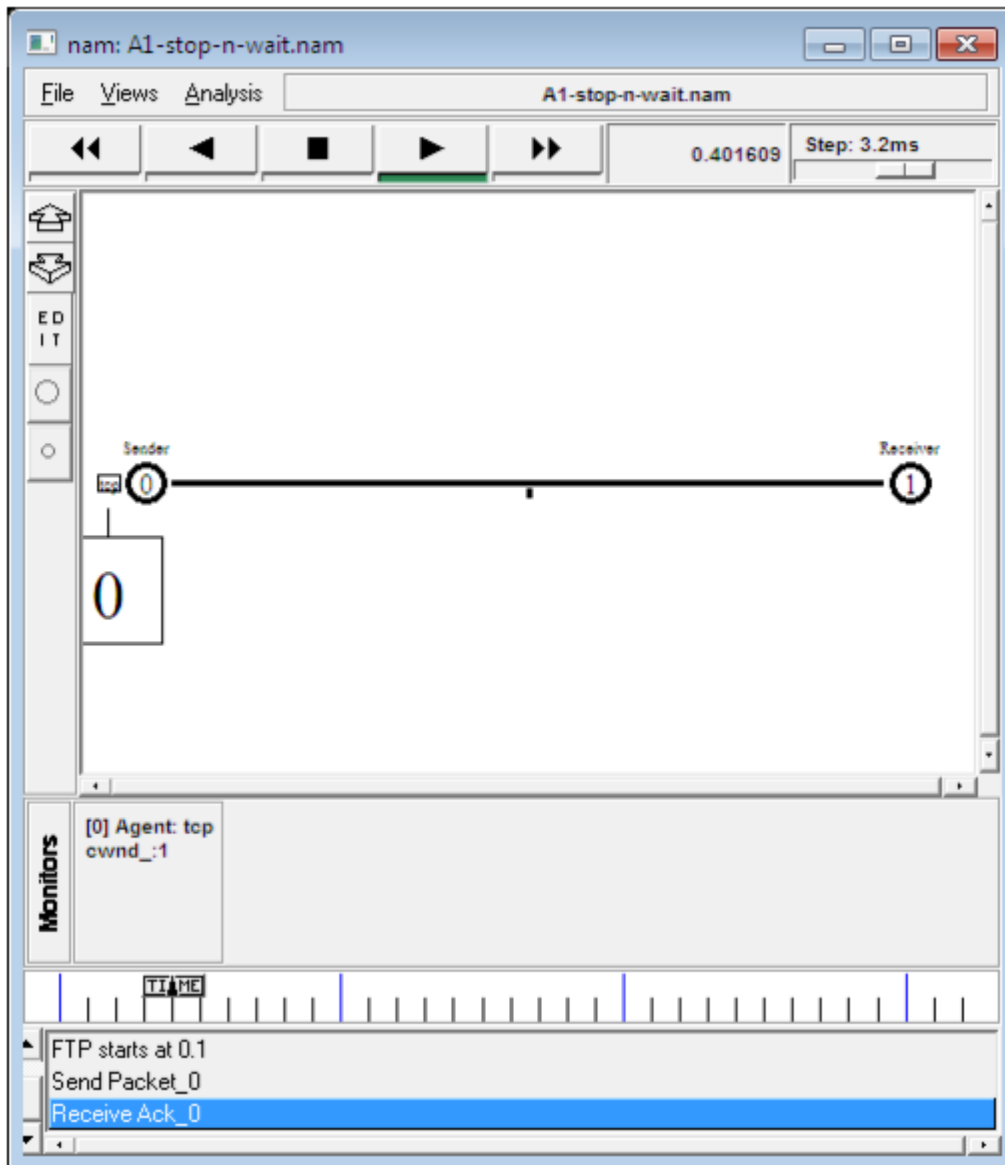 nam: A1-stop-n-wait.nam
File Views Analysis A1-stop-n-wait.nam
0.401609 Step: 3.2ms
E D
I T
Sender Receiver
tcp 0 1
0
Monitors
[0] Agent: tcp
cwnd_:1
TIME
FTP starts at 0.1
Send Packet_0
Receive Ack_0